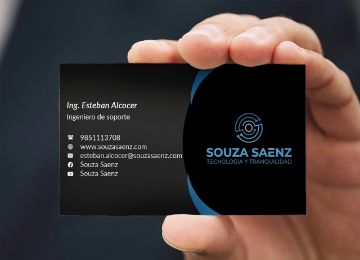 Ing. Esteban Alcocer
Ingeniero de soporte
9851113708
www.souzasaenz.com
esteban.alcocer@souzasaenz.com
Souza Saenz
Souza Saenz
SOUZA SAENZ
TECNOLOGÍA Y TRANQUILIDAD